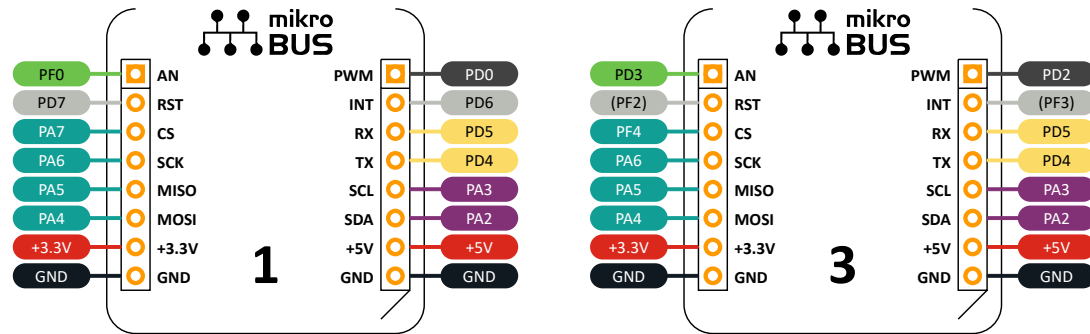 mikro
BUS
PF0 AN PWM PD0
PD7 RST INT PD6
PA7 CS RX PD5
PA6 SCK TX PD4
PA5 MISO SCL PA3
PA4 MOSI SDA PA2
+3.3V +3.3V +5V +5V
GND GND GND GND
1
mikro
BUS
PD3 AN PWM PD2
(PF2) RST INT (PF3)
PF4 CS RX PD5
PA6 SCK TX PD4
PA5 MISO SCL PA3
PA4 MOSI SDA PA2
+3.3V +3.3V +5V +5V
GND GND GND GND
3